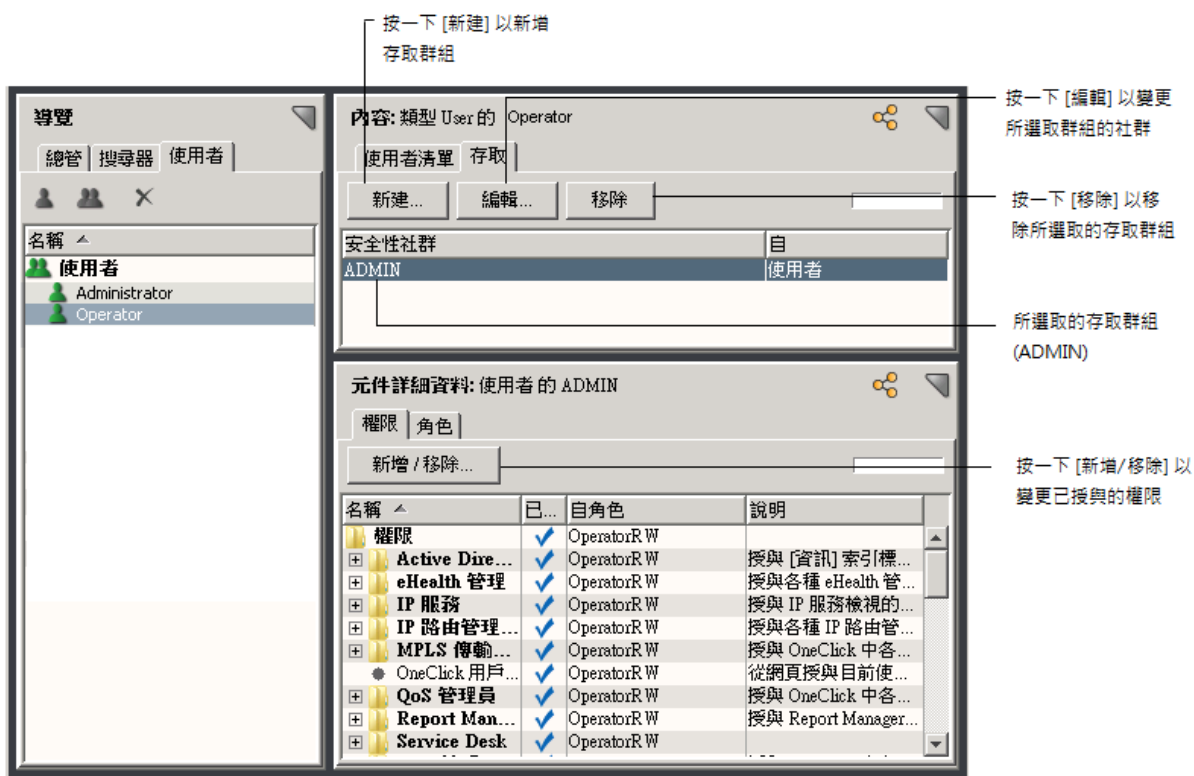 按一下 [新建] 以新增
存取群組
導覽
總管 搜尋器 使用者
名稱
使用者
Administrator
Operator
內容: 類型 User 的 Operator
使用者清單 存取
新建... 編輯... 移除
安全性社群 自
ADMIN 使用者
按一下 [編輯] 以變更
所選取群組的社群
按一下 [移除] 以移
除所選取的存取群組
所選取的存取群組
(ADMIN)
元件詳細資料: 使用者 的 ADMIN
權限 角色
新增 / 移除...
按一下 [新增/移除] 以
變更已授與的權限
名稱 已... 自角色 說明
權限 OperatorRW
Active Dire... OperatorRW 授與 [資訊] 索引標...
eHealth 管理 OperatorRW 授與各種 eHealth 管...
IP 服務 OperatorRW 授與 IP 服務檢視的...
IP 路由管理... OperatorRW 授與各種 IP 路由管...
MPLS 傳輸... OperatorRW 授與 OneClick 中各...
OneClick 用戶... OperatorRW 從網頁授與目前使...
QoS 管理員 OperatorRW 授與 OneClick 中各...
Report Man... OperatorRW 授與 Report Manager...
Service Desk OperatorRW